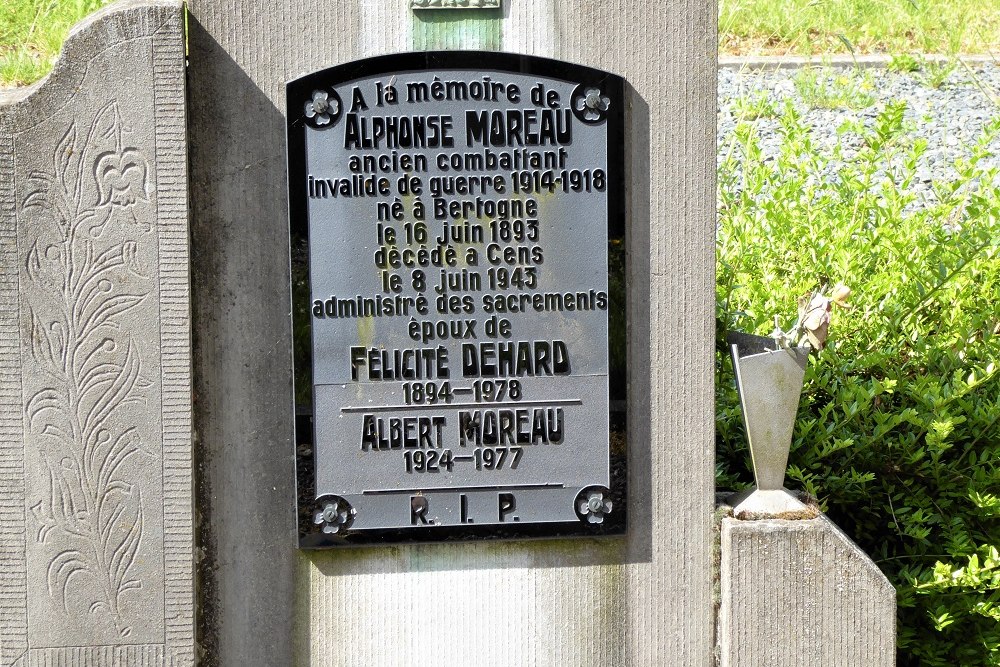 A la mémoire de
ALPHONSE MOREAU
ancien combattant
invalide de guerre 1914-1918
né à Bertogne
le 16 juin 1893
décédé a Cens
le 8 juin 1943
administré des sacrements
époux de
FÉLICITÉ DEHARD
1894-1978
ALBERT MOREAU
1924-1977
R. I. P.